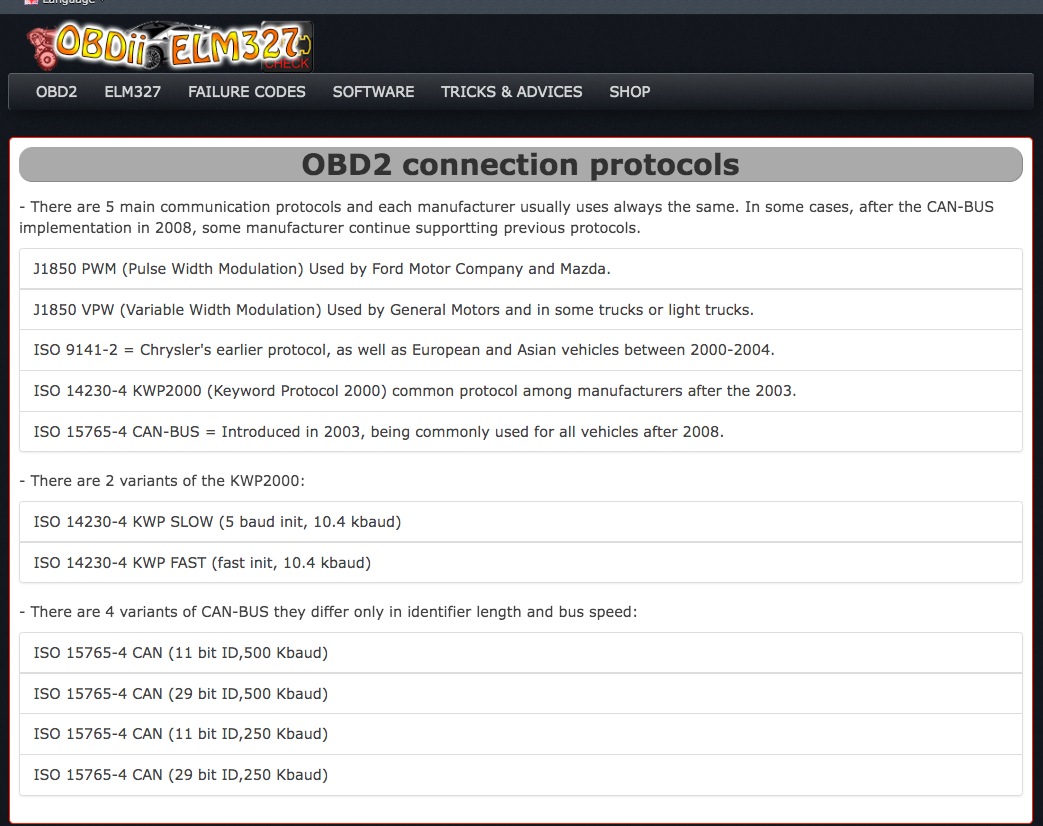 Language
OBDii ELM327
CHECK
OBD2 ELM327 FAILURE CODES SOFTWARE TRICKS & ADVICES SHOP
OBD2 connection protocols
- There are 5 main communication protocols and each manufacturer usually uses always the same. In some cases, after the CAN-BUS
implementation in 2008, some manufacturer continue supportting previous protocols.
J1850 PWM (Pulse Width Modulation) Used by Ford Motor Company and Mazda.
J1850 VPW (Variable Width Modulation) Used by General Motors and in some trucks or light trucks.
ISO 9141-2 = Chrysler's earlier protocol, as well as European and Asian vehicles between 2000-2004.
ISO 14230-4 KWP2000 (Keyword Protocol 2000) common protocol among manufacturers after the 2003.
ISO 15765-4 CAN-BUS = Introduced in 2003, being commonly used for all vehicles after 2008.
- There are 2 variants of the KWP2000:
ISO 14230-4 KWP SLOW (5 baud init, 10.4 kbaud)
ISO 14230-4 KWP FAST (fast init, 10.4 kbaud)
- There are 4 variants of CAN-BUS they differ only in identifier length and bus speed:
ISO 15765-4 CAN (11 bit ID,500 Kbaud)
ISO 15765-4 CAN (29 bit ID,500 Kbaud)
ISO 15765-4 CAN (11 bit ID,250 Kbaud)
ISO 15765-4 CAN (29 bit ID,250 Kbaud)